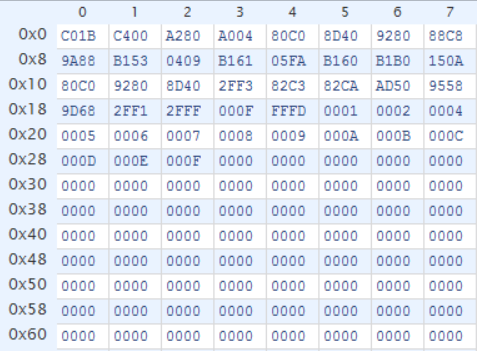 0 1 2 3 4 5 6 7
0x0 C01B C400 A280 A004 80C0 8D40 9280 88C8
0x8 9A88 B153 0409 B161 05FA B160 B1B0 150A
0x10 80C0 9280 8D40 2FF3 82C3 82CA AD50 9558
0x18 9D68 2FF1 2FFF 000F FFFD 0001 0002 0004
0x20 0005 0006 0007 0008 0009 000A 000B 000C
0x28 000D 000E 000F 0000 0000 0000 0000 0000
0x30 0000 0000 0000 0000 0000 0000 0000 0000
0x38 0000 0000 0000 0000 0000 0000 0000 0000
0x40 0000 0000 0000 0000 0000 0000 0000 0000
0x48 0000 0000 0000 0000 0000 0000 0000 0000
0x50 0000 0000 0000 0000 0000 0000 0000 0000
0x58 0000 0000 0000 0000 0000 0000 0000 0000
0x60 0000 0000 0000 0000 0000 0000 0000 0000